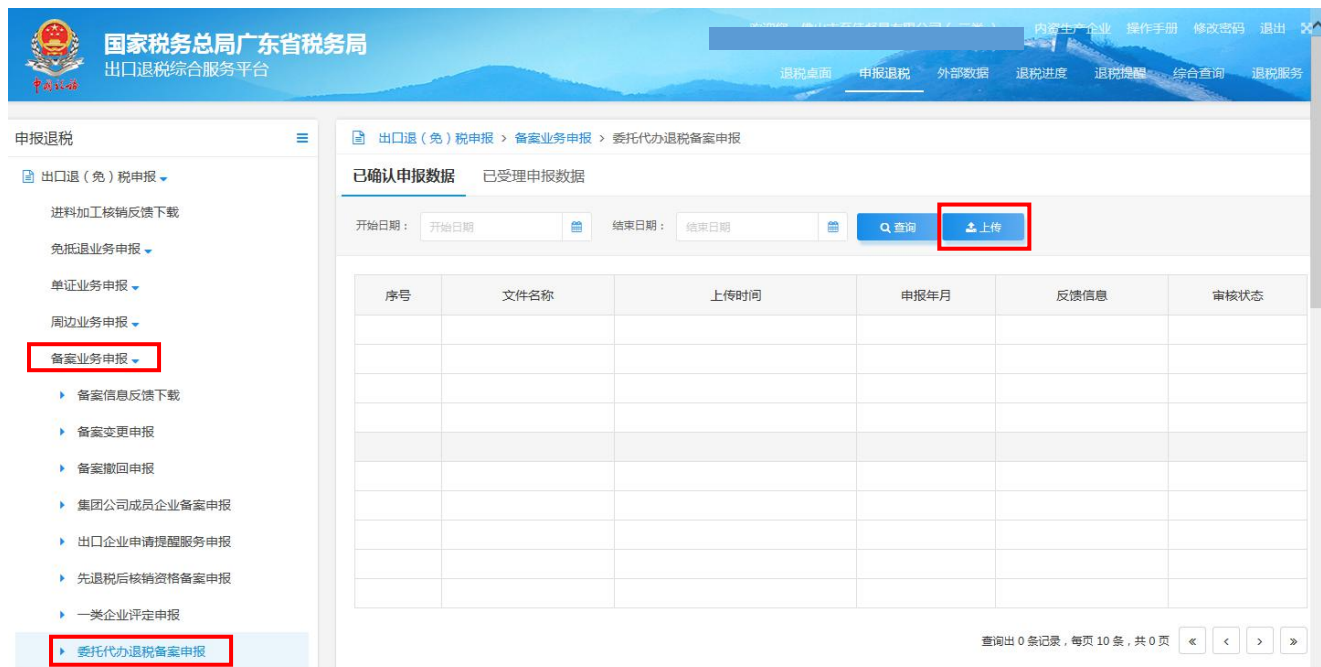 内资生产企业 操作手册 修改密码 退出
国家税务总局广东省税务局
出口退税综合服务平台
中国税务
退税桌面 申报退税 外部数据 退税进度 退税提醒 综合查询 退税服务
申报退税
出口退（免）税申报 > 备案业务申报 > 委托代办退税备案申报
出口退（免）税申报
已确认申报数据 已受理申报数据
进料加工核销反馈下载
开始日期： 开始日期 结束日期： 结束日期 查询 上传
免抵退业务申报
单证业务申报
序号 文件名称 上传时间 申报年月 反馈信息 审核状态
周边业务申报
备案业务申报
备案信息反馈下载
备案变更申报
备案撤回申报
集团公司成员企业备案申报
出口企业申请提醒服务申报
先退税后核销资格备案申报
一类企业评定申报
委托代办退税备案申报
查询出 0 条记录，每页 10 条，共 0 页 « < > »